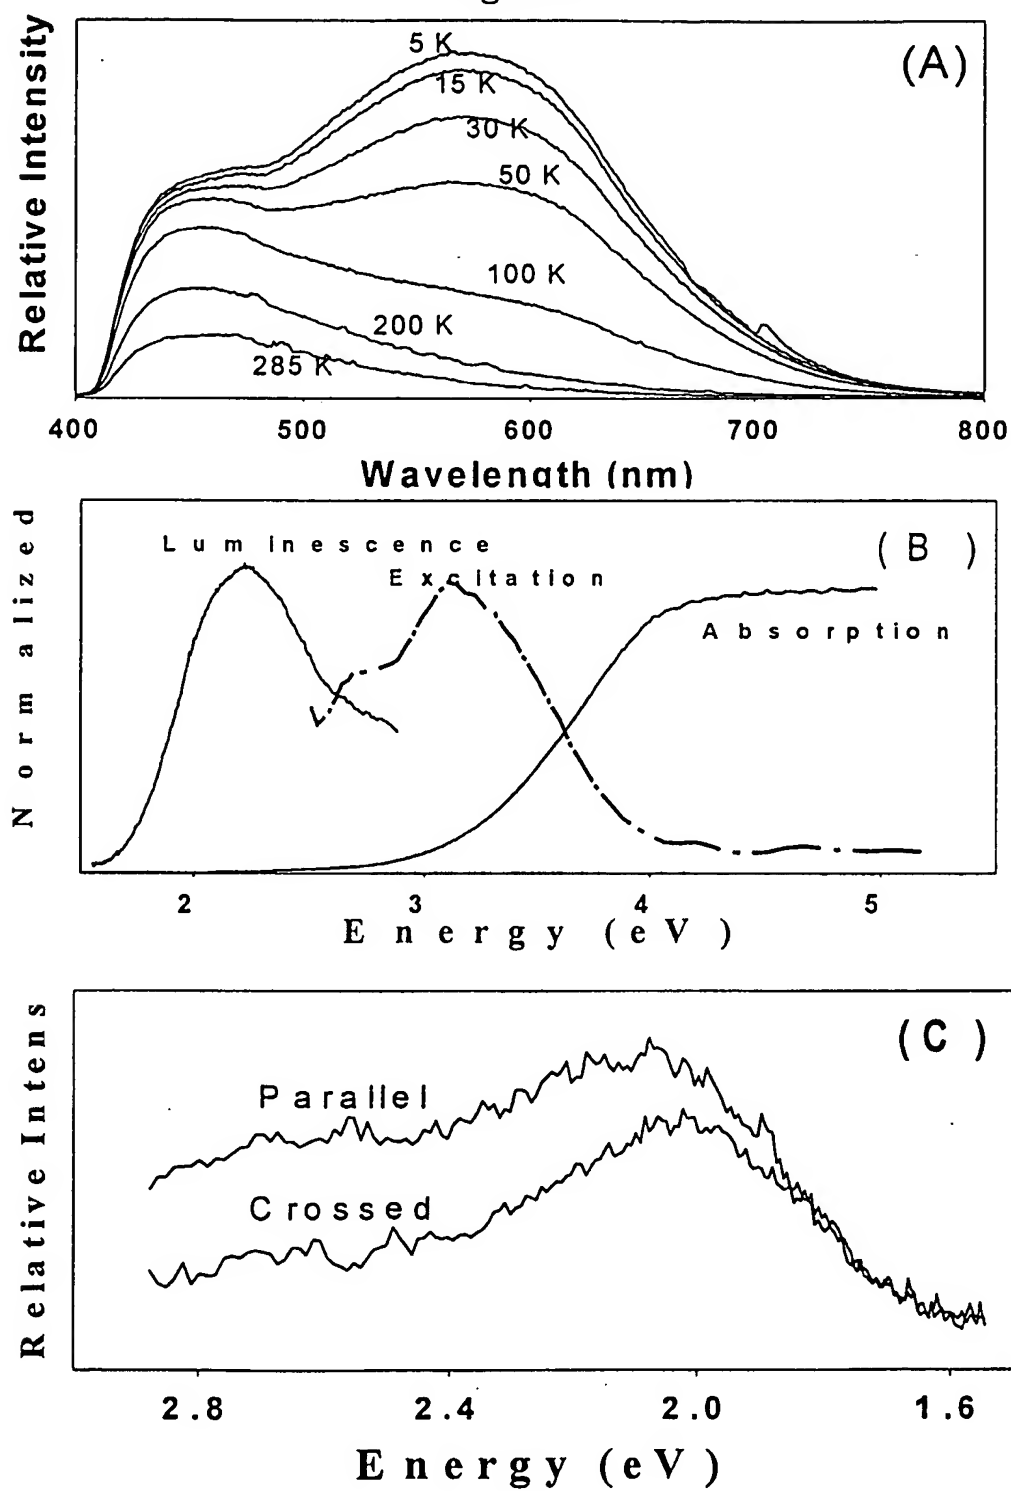 (A)
Relative Intensity
5 K
15 K
30 K
50 K
100 K
200 K
285 K
400 500 600 700 800
Wavelength (nm)
(B)
Normalized
Luminescence
Excitation
Absorption
2 3 4 5
Energy (eV)
(C)
Relative Intens
Parallel
Crossed
2.8 2.4 2.0 1.6
Energy (eV)